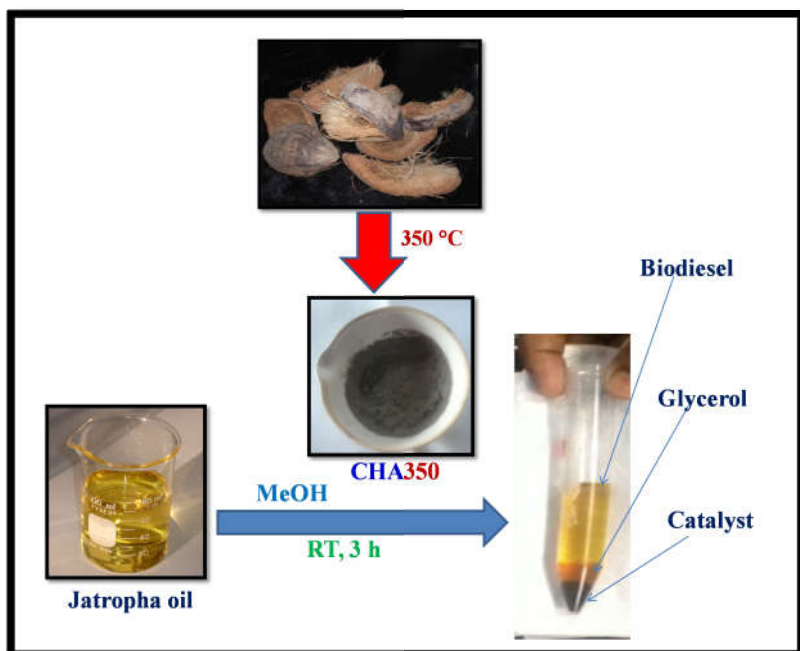 350 °C
Biodiesel
Glycerol
CHA350
MeOH
Catalyst
RT, 3 h
Jatropha oil